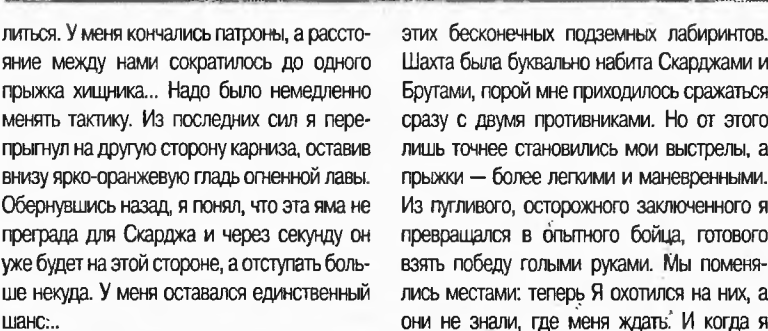 литься. У меня кончались патроны, а рассто-
яние между нами сократилось до одного
прыжка хищника... Надо было немедленно
менять тактику. Из последних сил я пере-
прыгнул на другую сторону карниза, оставив
внизу ярко-оранжевую гладь огненной лавы.
Обернувшись назад, я понял, что эта яма не
преграда для Скарджа и через секунду он
уже будет на этой стороне, а отступать боль-
ше некуда. У меня оставался единственный
шанс...
этих бесконечных подземных лабиринтов.
Шахта была буквально набита Скарджами и
Брутами, порой мне приходилось сражаться
сразу с двумя противниками. Но от этого
лишь точнее становились мои выстрелы, а
прыжки — более легкими и маневренными.
Из пугливого, осторожного заключенного я
превращался в опытного бойца, готового
взять победу голыми руками. Мы поменя-
лись местами: теперь Я охотился на них, а
они не знали, где меня ждать. И когда я